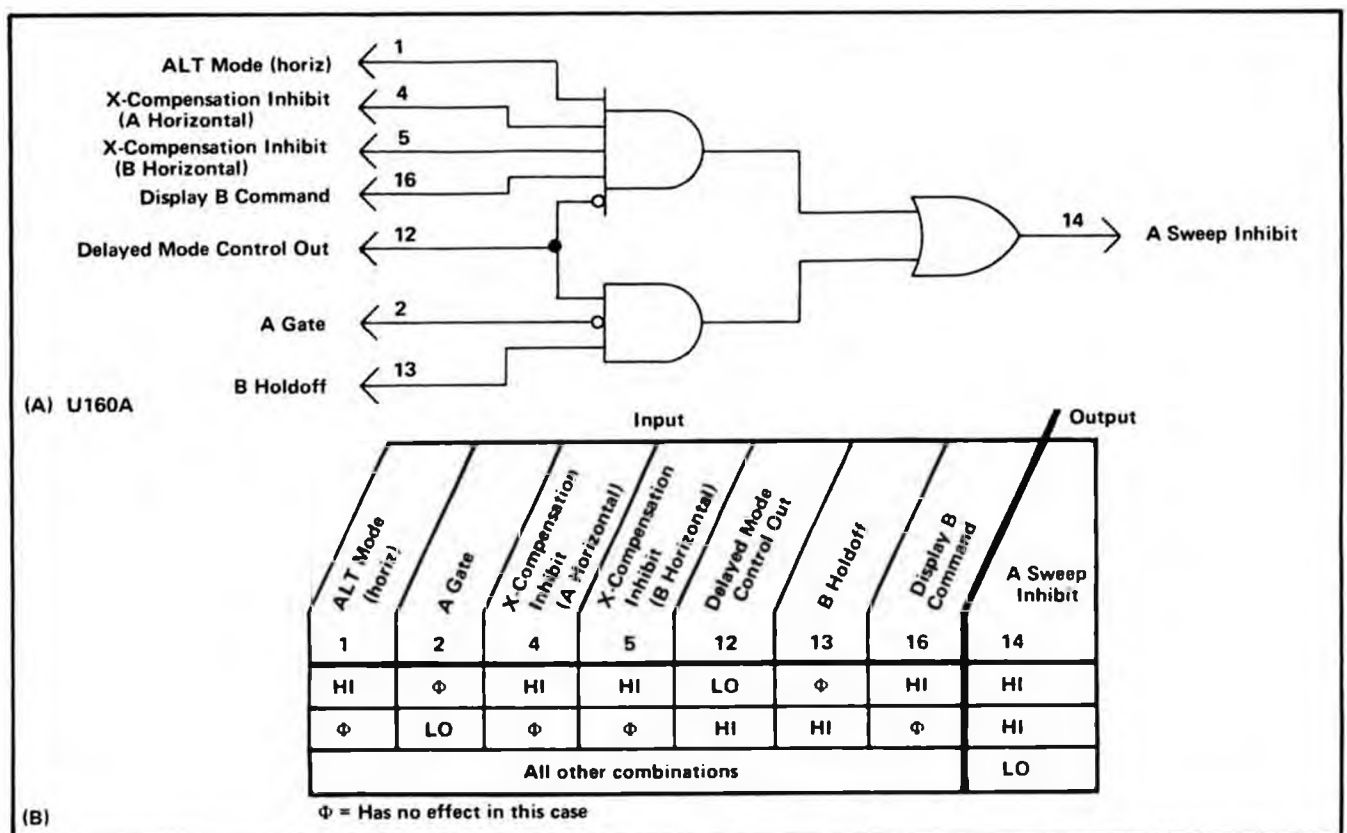 1
ALT Mode (horiz)
4
X-Compensation Inhibit
(A Horizontal)
5
X-Compensation Inhibit
(B Horizontal)
16
Display B Command
12
Delayed Mode Control Out
2
A Gate
13
B Holdoff
14
A Sweep Inhibit
(A) U160A
Input
Output
ALT Mode
(horiz)
A Gate
X-Compensation
Inhibit
(A Horizontal)
X-Compensation
Inhibit
(B Horizontal)
Delayed Mode
Control Out
B Holdoff
Display B
Command
A Sweep
Inhibit
1 2 4 5 12 13 16 14
HI Φ HI HI LO Φ HI HI
Φ LO Φ Φ HI HI Φ HI
All other combinations LO
Φ = Has no effect in this case
(B)